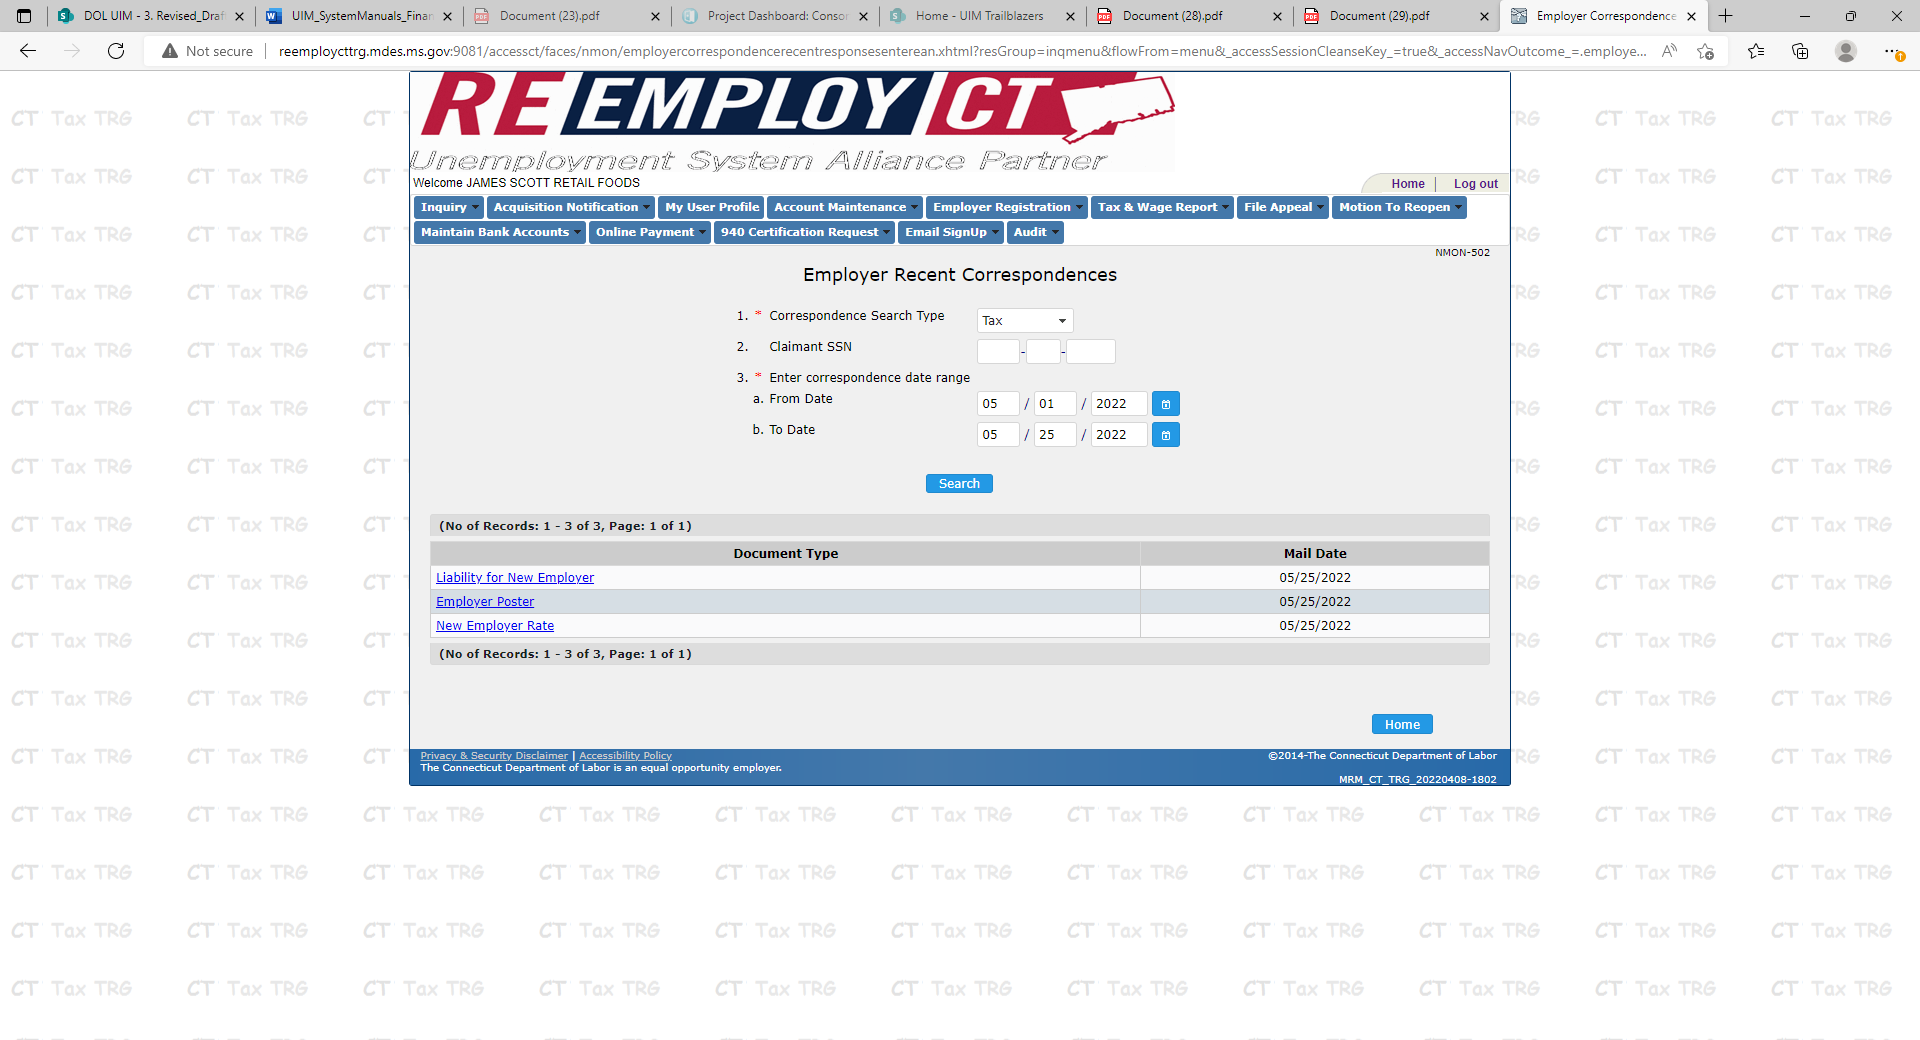 DOL UIM - 3. Revised_Draf
UIM_SystemManuals_Finan
Document (23).pdf
Project Dashboard: Consor
Home - UIM Trailblazers
Document (28).pdf
Document (29).pdf
Employer Correspondence
Not secure
reemploycttrg.mdes.ms.gov:9081/accessct/faces/nmon/employercorrespondencerecentresponsesenterean.xhtml?resGroup=inqmenu&flowFrom=menu&_accessSessionCleanseKey_=true&_accessNavOutcome_=.employe...
REEMPLOYCT
Unemployment System Alliance Partner
Welcome JAMES SCOTT RETAIL FOODS
Home | Log out
Inquiry Acquisition Notification My User Profile Account Maintenance Employer Registration Tax & Wage Report File Appeal Motion To Reopen
Maintain Bank Accounts Online Payment 940 Certification Request Email SignUp Audit
NMON-502
Employer Recent Correspondences
1. * Correspondence Search Type Tax
2. Claimant SSN - -
3. * Enter correspondence date range
a. From Date 05 / 01 / 2022
b. To Date 05 / 25 / 2022
Search
(No of Records: 1 - 3 of 3, Page: 1 of 1)
Document Type Mail Date
Liability for New Employer 05/25/2022
Employer Poster 05/25/2022
New Employer Rate 05/25/2022
(No of Records: 1 - 3 of 3, Page: 1 of 1)
Home
Privacy & Security Disclaimer | Accessibility Policy
©2014-The Connecticut Department of Labor
The Connecticut Department of Labor is an equal opportunity employer.
MRM_CT_TRG_20220408-1802
CT Tax TRG